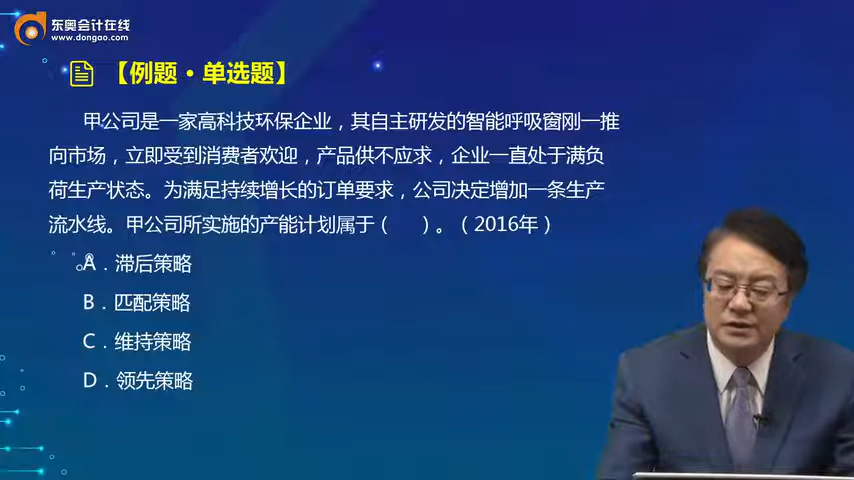 东奥会计在线
www.dongao.com
【例题·单选题】
甲公司是一家高科技环保企业，其自主研发的智能呼吸窗刚一推
向市场，立即受到消费者欢迎，产品供不应求，企业一直处于满负
荷生产状态。为满足持续增长的订单要求，公司决定增加一条生产
流水线。甲公司所实施的产能计划属于（ ）。（2016年）
A．滞后策略
B．匹配策略
C．维持策略
D．领先策略